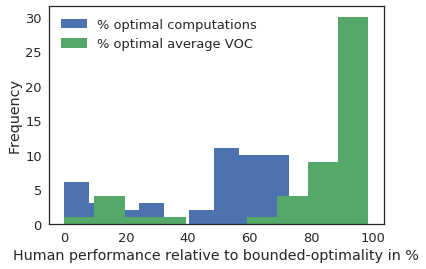 % optimal computations
% optimal average VOC
Frequency
30
25
20
15
10
5
0
0 20 40 60 80 100
Human performance relative to bounded-optimality in %